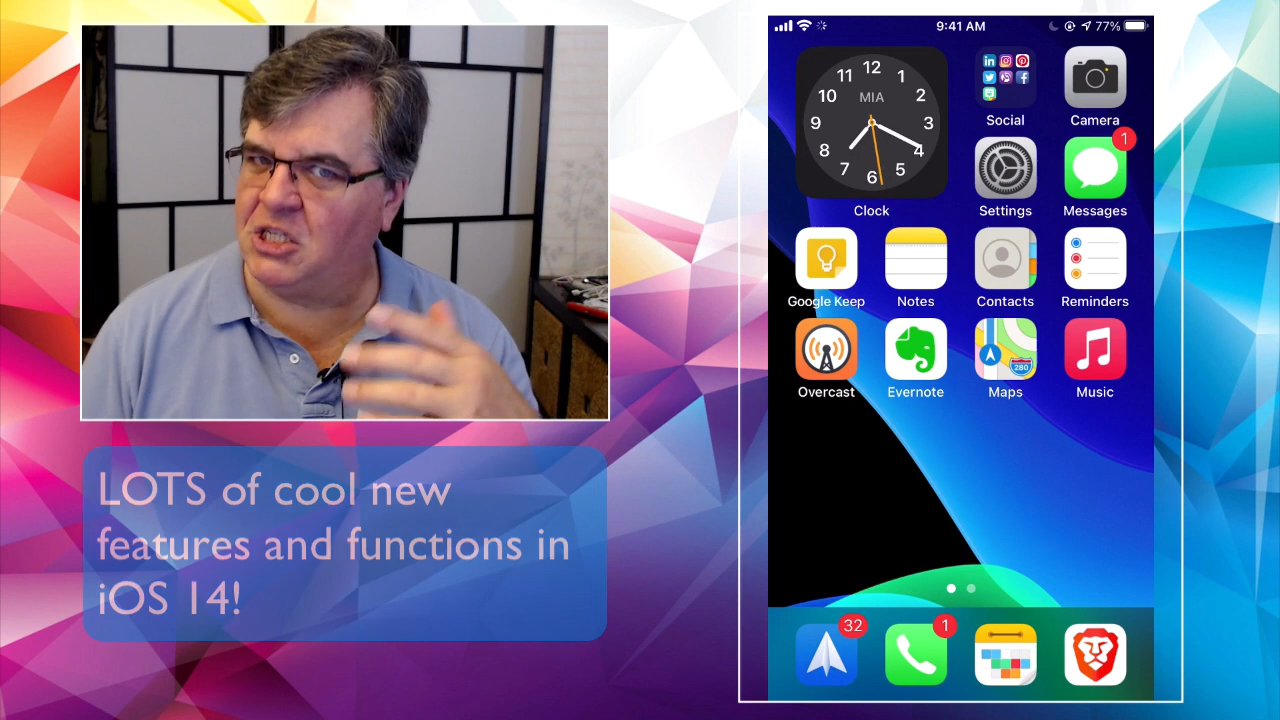 LOTS of cool new
features and functions in
iOS 14!
9:41 AM
77%
12
11
1
10
MIA
2
9
3
8
4
7
5
6
Clock
Social
Camera
1
Settings
Messages
Google Keep
Notes
Contacts
Reminders
280
Overcast
Evernote
Maps
Music
32
1